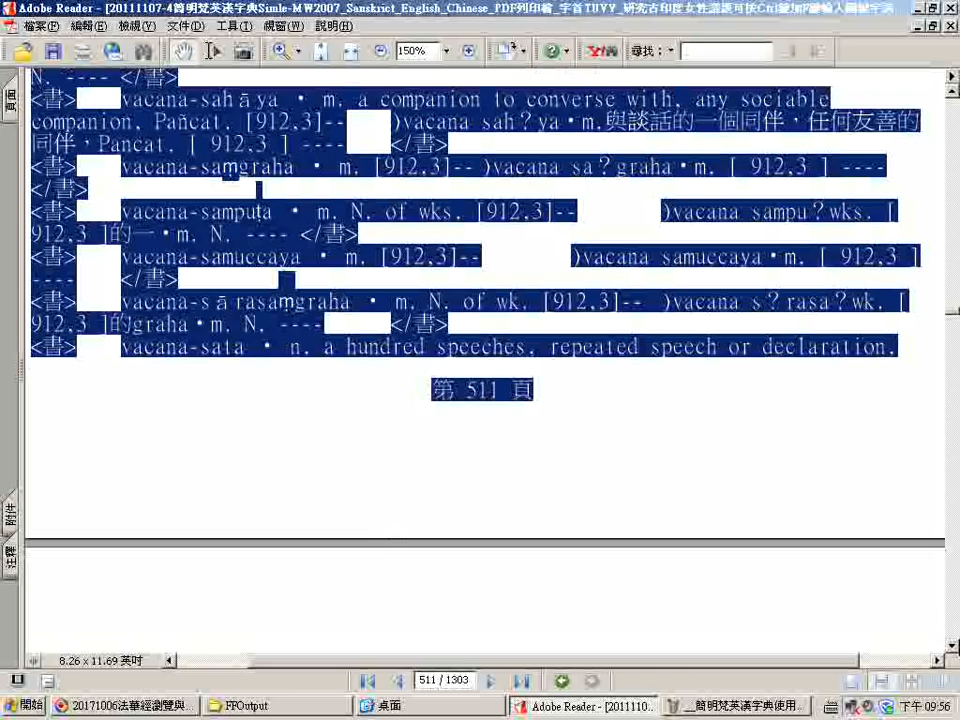 Adobe Reader - [20111107-4簡明梵英漢字典Simle-MW2007_Sanskrict_English_Chinese_PDF列印檔_字首TUVY_研究古印度女性議題可按Ctrl鍵加F鍵輸入關鍵字消
檔案(F) 編輯(E) 檢視(V) 文件(D) 工具(T) 視窗(W) 說明(H)
150% 尋找：
頁面
N. ---- </書>
<書> vacana-sahāya • m. a companion to converse with, any sociable
companion, Pañcat. [912,3]-- )vacana sah？ya•m.與談話的一個同伴，任何友善的
同伴，Pancat. [ 912,3 ] ---- </書>
<書> vacana-saṃgraha • m. [912,3]-- )vacana sa？graha•m. [ 912,3 ] ----
</書>
<書> vacana-sampuṭa • m. N. of wks. [912,3]-- )vacana sampu？wks. [
912,3 ]的一•m. N. ---- </書>
<書> vacana-samuccaya • m. [912,3]-- )vacana samuccaya•m. [ 912,3 ]
---- </書>
<書> vacana-sārasaṃgraha • m. N. of wk. [912,3]-- )vacana s？rasa？wk. [
912,3 ]的graha•m. N. ---- </書>
<書> vacana-sata • n. a hundred speeches, repeated speech or declaration,
第 511 頁
附件
注釋
8.26 x 11.69 英吋
511 / 1303
開始 20171006法華經瀏覽與... FFOutput 桌面 Adobe Reader - [2011110... __簡明梵英漢字典使用... 下午 09:56